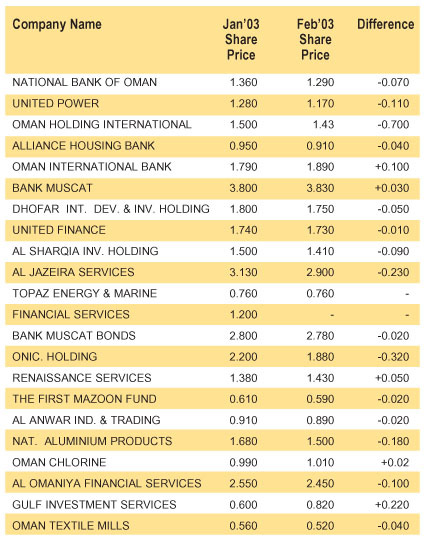 Company Name Jan'03 Share Price Feb'03 Share Price Difference
NATIONAL BANK OF OMAN 1.360 1.290 -0.070
UNITED POWER 1.280 1.170 -0.110
OMAN HOLDING INTERNATIONAL 1.500 1.43 -0.700
ALLIANCE HOUSING BANK 0.950 0.910 -0.040
OMAN INTERNATIONAL BANK 1.790 1.890 +0.100
BANK MUSCAT 3.800 3.830 +0.030
DHOFAR INT. DEV. & INV. HOLDING 1.800 1.750 -0.050
UNITED FINANCE 1.740 1.730 -0.010
AL SHARQIA INV. HOLDING 1.500 1.410 -0.090
AL JAZEIRA SERVICES 3.130 2.900 -0.230
TOPAZ ENERGY & MARINE 0.760 0.760 -
FINANCIAL SERVICES 1.200 - -
BANK MUSCAT BONDS 2.800 2.780 -0.020
ONIC. HOLDING 2.200 1.880 -0.320
RENAISSANCE SERVICES 1.380 1.430 +0.050
THE FIRST MAZOON FUND 0.610 0.590 -0.020
AL ANWAR IND. & TRADING 0.910 0.890 -0.020
NAT. ALUMINIUM PRODUCTS 1.680 1.500 -0.180
OMAN CHLORINE 0.990 1.010 +0.02
AL OMANIYA FINANCIAL SERVICES 2.550 2.450 -0.100
GULF INVESTMENT SERVICES 0.600 0.820 +0.220
OMAN TEXTILE MILLS 0.560 0.520 -0.040